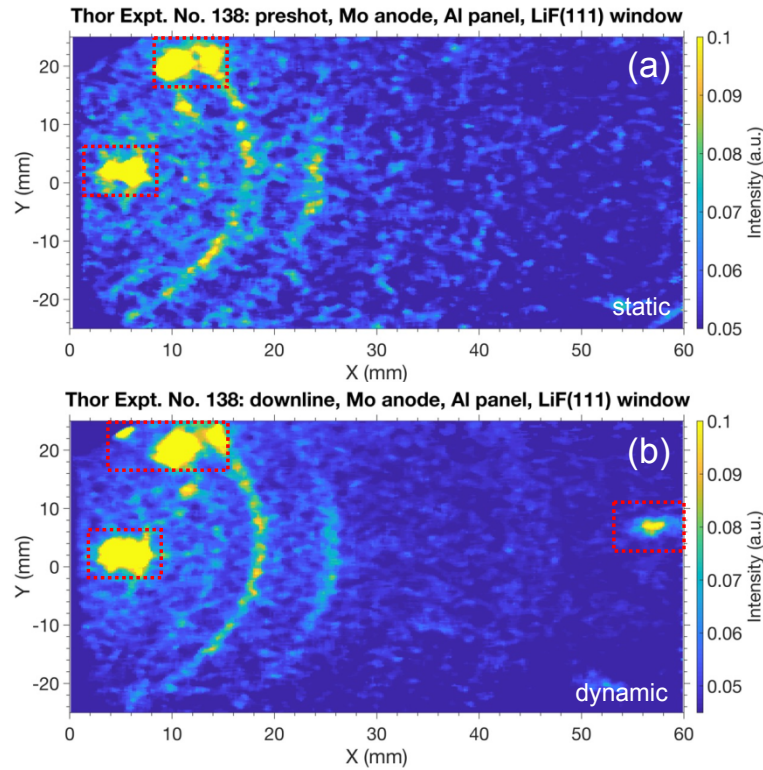 Thor Expt. No. 138: preshot, Mo anode, Al panel, LiF(111) window
(a)
static
Y (mm)
20
10
0
-10
-20
0 10 20 30 40 50 60
X (mm)
0.1
0.09
0.08
0.07
0.06
0.05
Intensity (a.u.)
Thor Expt. No. 138: downline, Mo anode, Al panel, LiF(111) window
(b)
dynamic
Y (mm)
20
10
0
-10
-20
0 10 20 30 40 50 60
X (mm)
0.1
0.09
0.08
0.07
0.06
0.05
Intensity (a.u.)